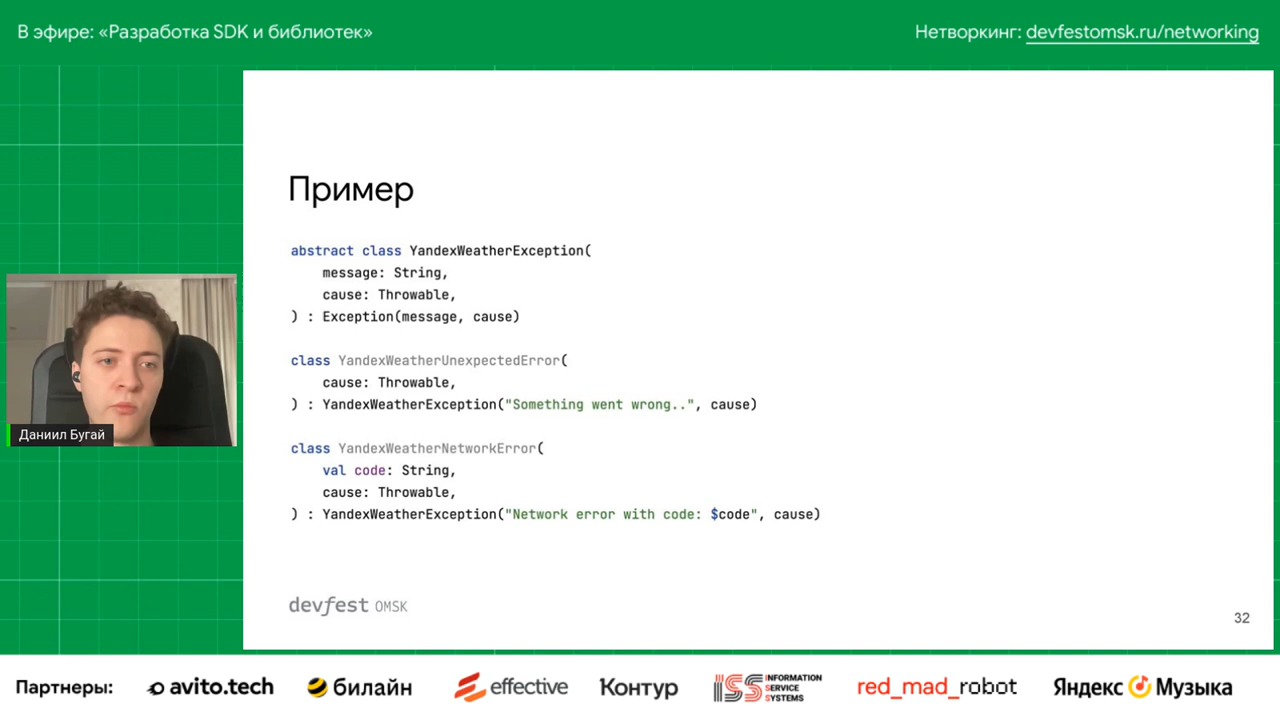 В эфире: «Разработка SDK и библиотек»
Нетворкинг: devfestomsk.ru/networking
Пример
abstract class YandexWeatherException(
message: String,
cause: Throwable,
) : Exception(message, cause)
class YandexWeatherUnexpectedError(
cause: Throwable,
) : YandexWeatherException("Something went wrong..", cause)
class YandexWeatherNetworkError(
val code: String,
cause: Throwable,
) : YandexWeatherException("Network error with code: $code", cause)
Даниил Бугай
devfest OMSK
32
Партнеры: avito.tech билайн effective Контур ISS INFORMATION SERVICE SYSTEMS red_mad_robot Яндекс Музыка